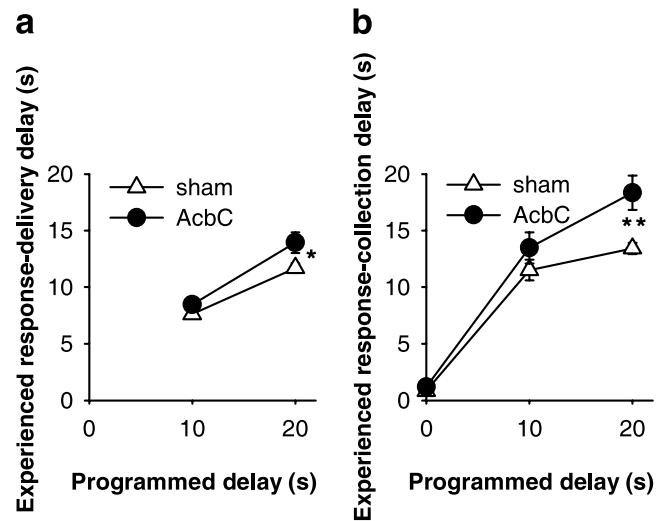 a
Experienced response-delivery delay (s)
20
15
10
5
0
sham
AcbC
*
0
10
20
Programmed delay (s)
b
Experienced response-collection delay (s)
20
15
10
5
0
sham
AcbC
**
0
10
20
Programmed delay (s)